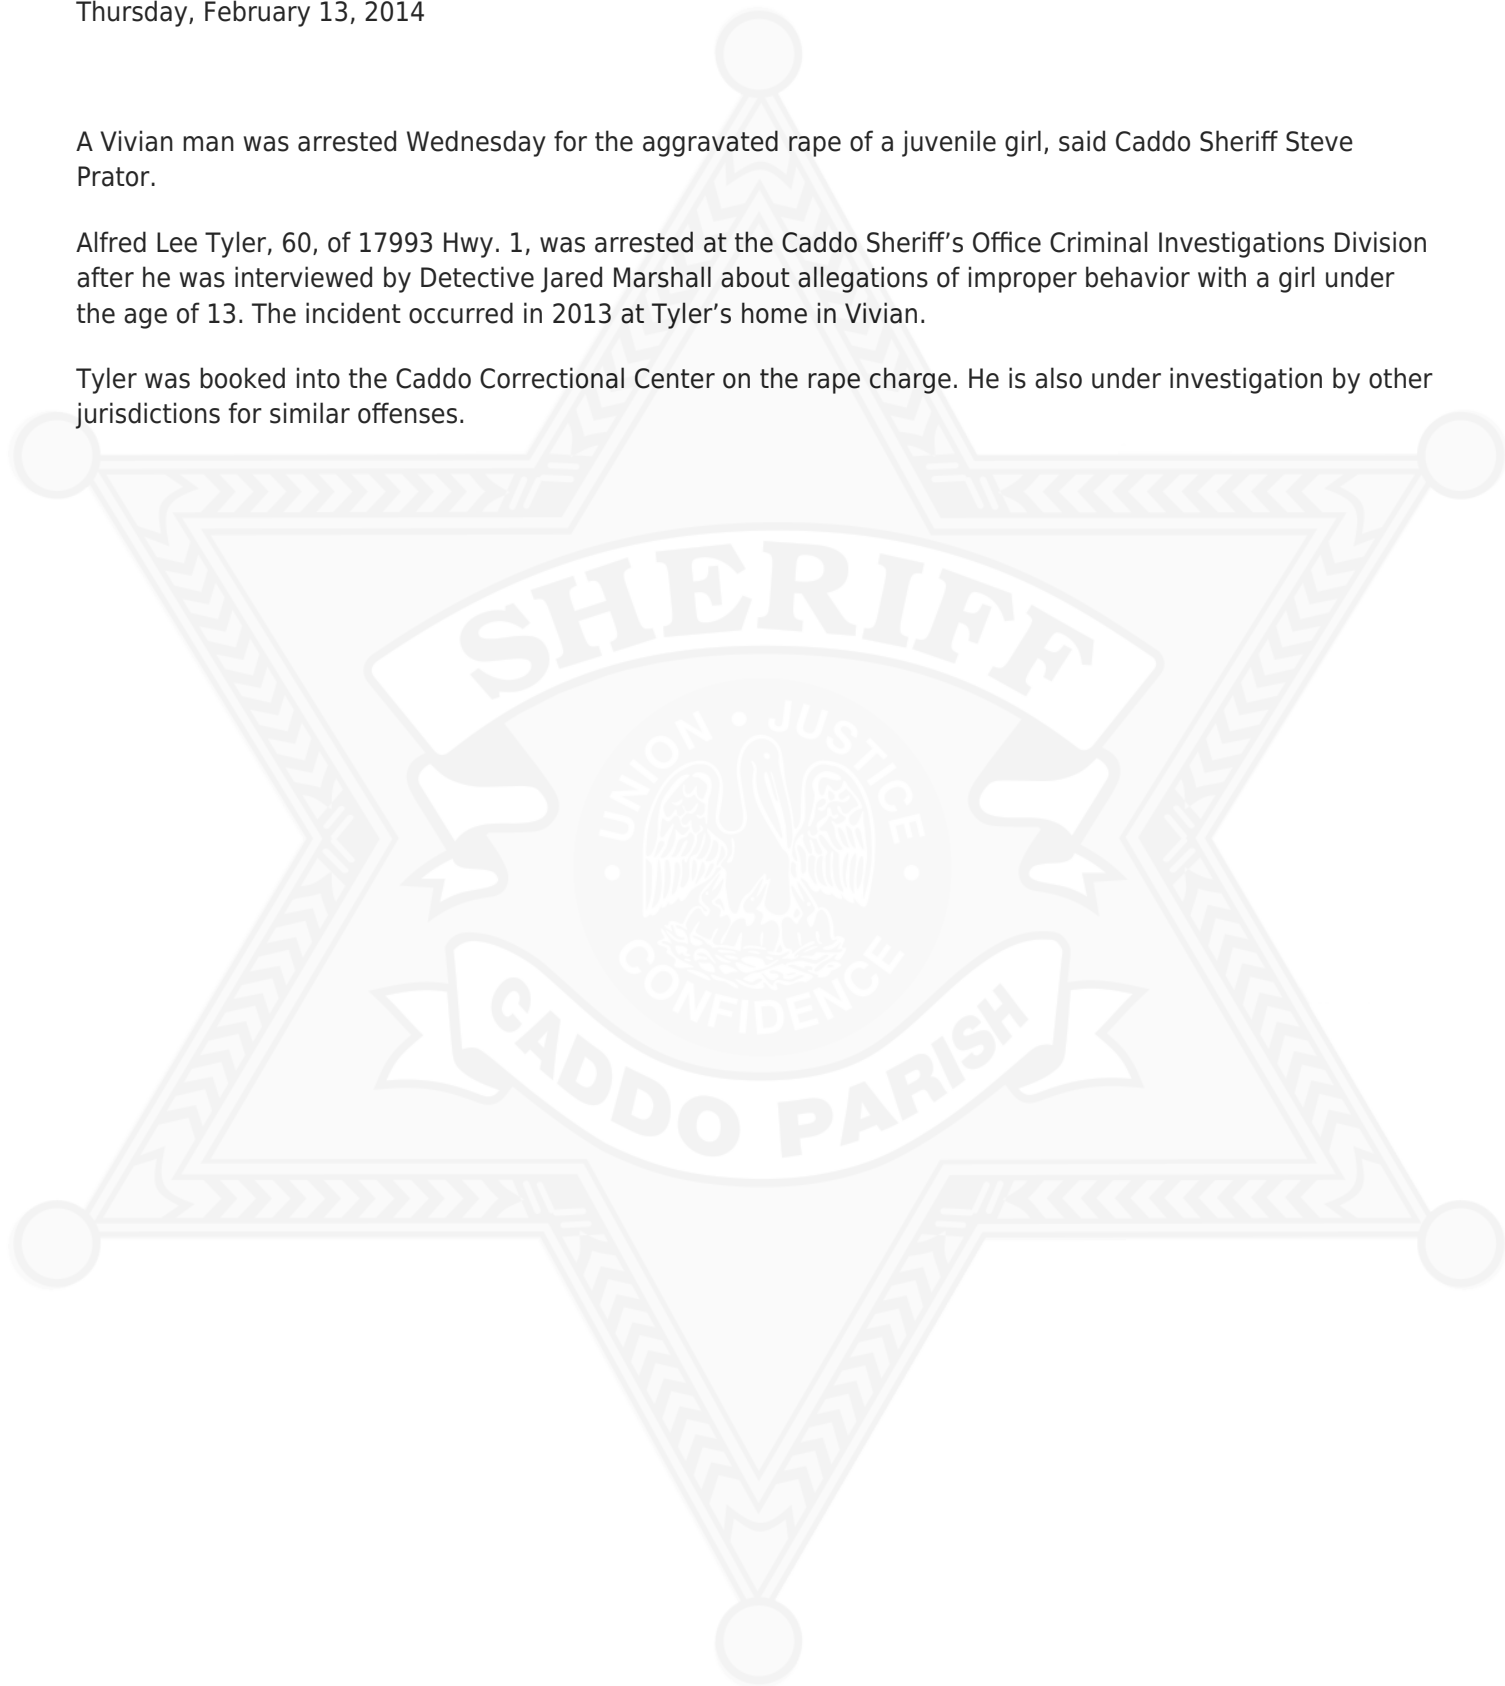 Thursday, February 13, 2014
A Vivian man was arrested Wednesday for the aggravated rape of a juvenile girl, said Caddo Sheriff Steve
Prator.
Alfred Lee Tyler, 60, of 17993 Hwy. 1, was arrested at the Caddo Sheriff’s Office Criminal Investigations Division
after he was interviewed by Detective Jared Marshall about allegations of improper behavior with a girl under
the age of 13. The incident occurred in 2013 at Tyler’s home in Vivian.
Tyler was booked into the Caddo Correctional Center on the rape charge. He is also under investigation by other
jurisdictions for similar offenses.
SHERIFF
UNION • JUSTICE •
CONFIDENCE •
CADDO PARISH